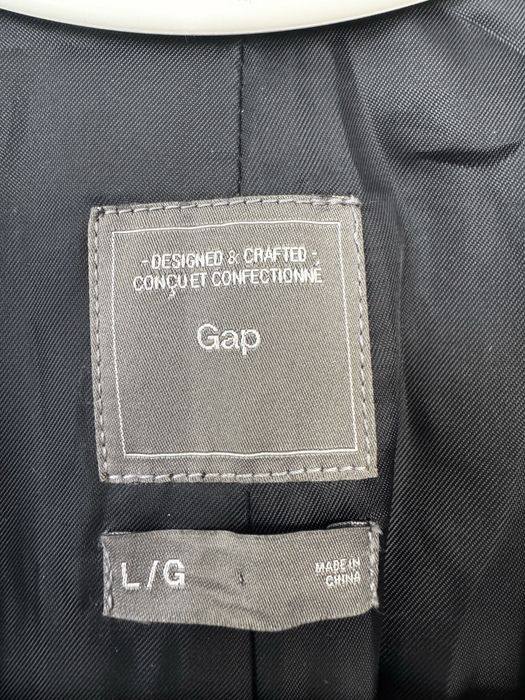 - DESIGNED & CRAFTED -
CONÇU ET CONFECTIONNÉ
Gap
L / G
MADE IN
CHINA